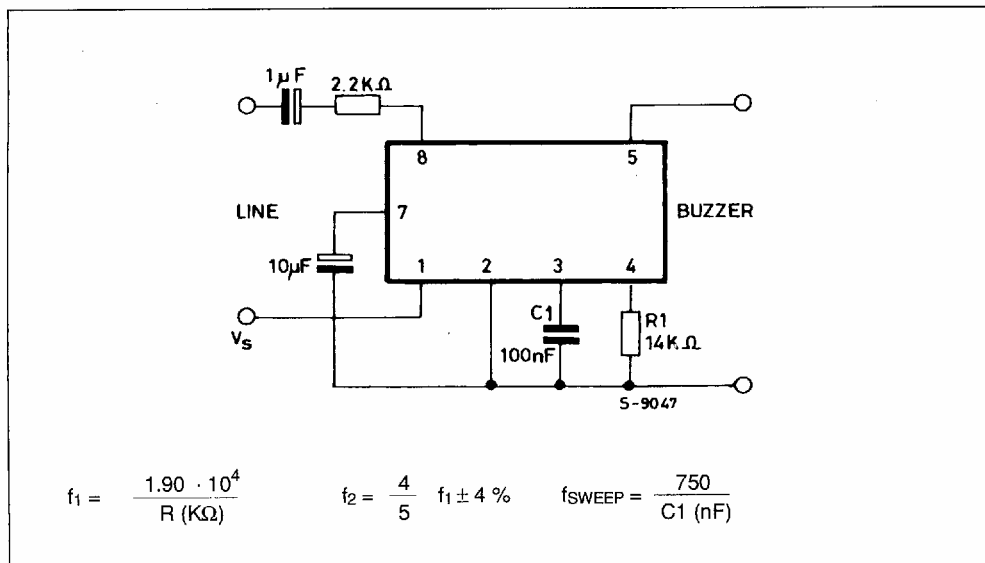 1µF
2.2KΩ
8
5
LINE
7
BUZZER
10µF
1
2
3
4
C1
R1
14KΩ
Vs
100nF
S-9047
f1 = 1.90 · 10^4 / R (KΩ)
f2 = 4/5 f1 ± 4 %
fSWEEP = 750 / C1 (nF)